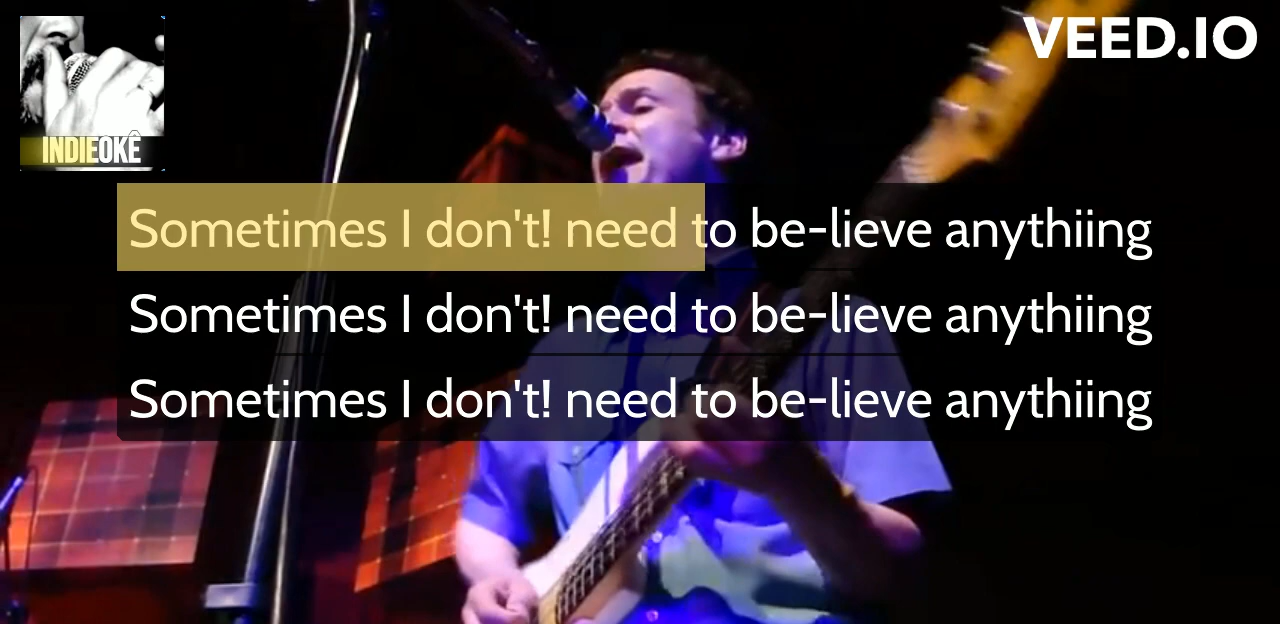 VEED.IO
INDIEOKÊ
Sometimes I don't! need to be-lieve anythiing
Sometimes I don't! need to be-lieve anythiing
Sometimes I don't! need to be-lieve anythiing